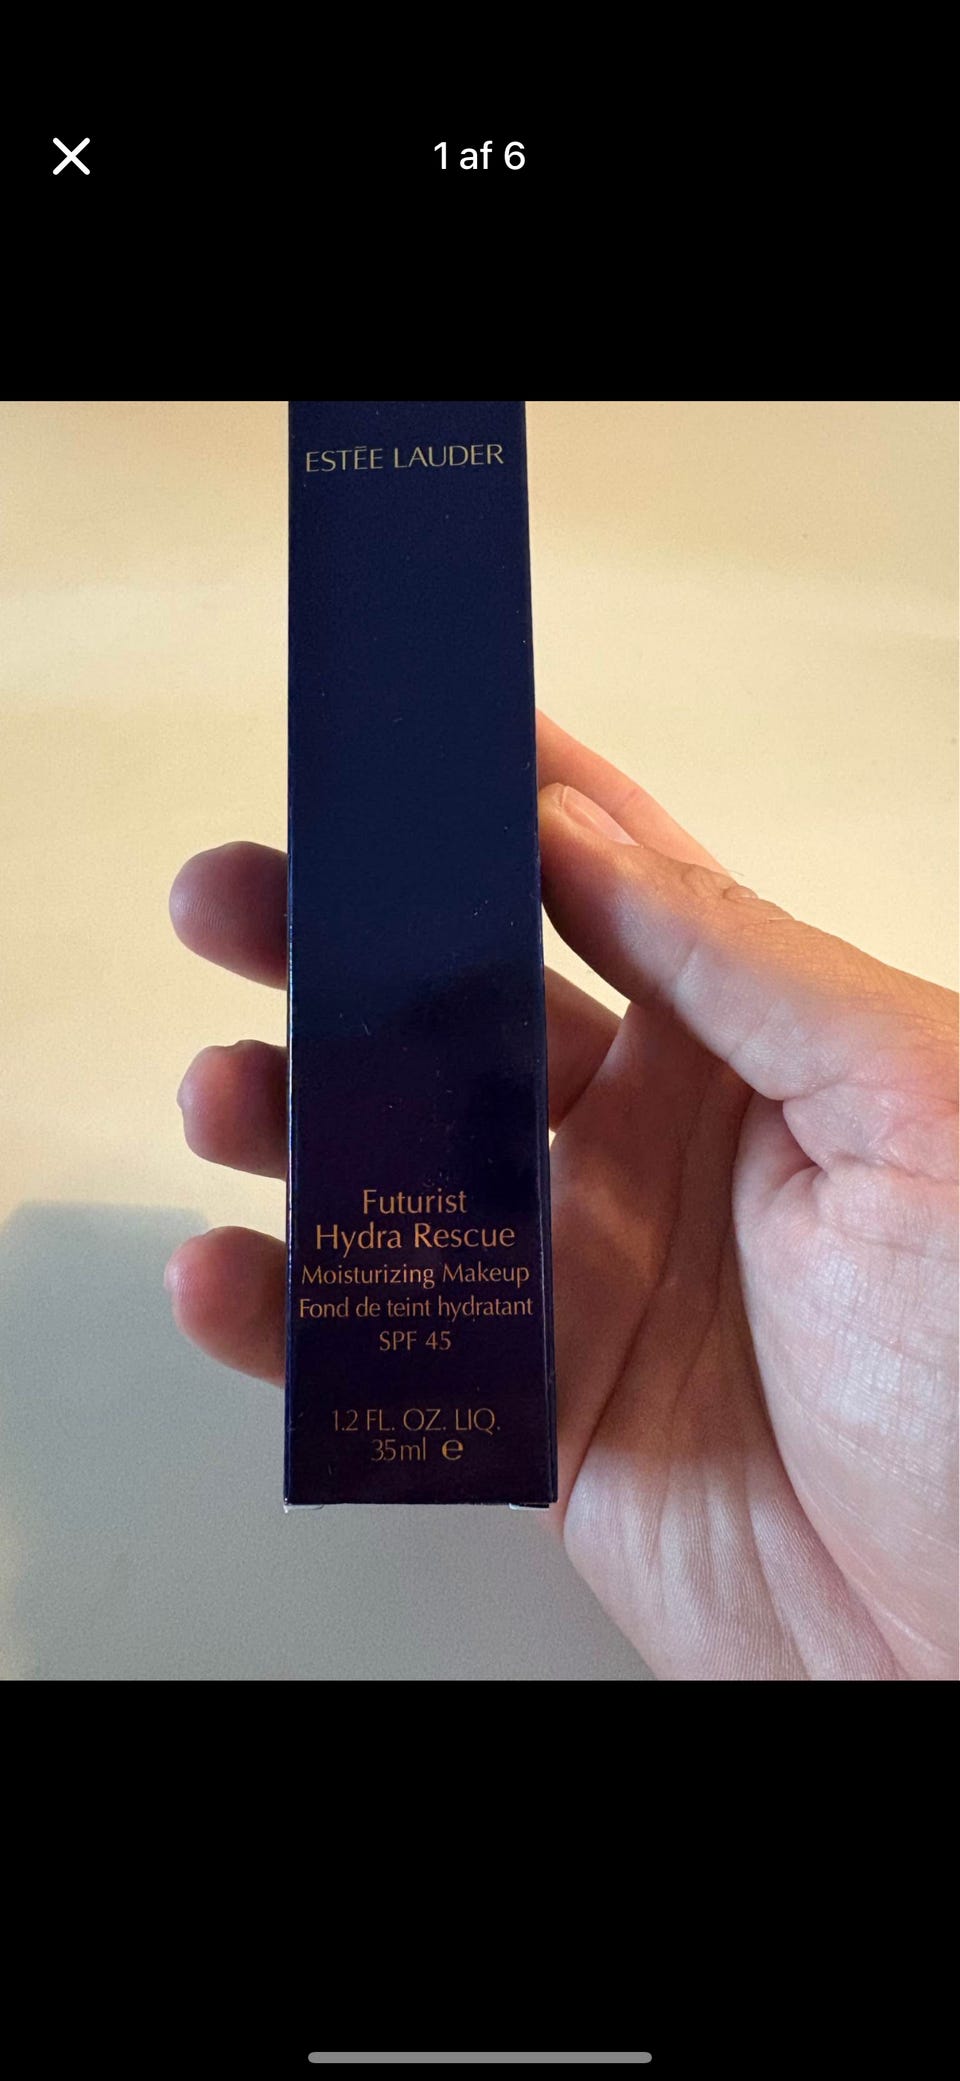 1 af 6
ESTĒE LAUDER
Futurist
Hydra Rescue
Moisturizing Makeup
Fond de teint hydratant
SPF 45
1.2 FL. OZ. LIQ.
35ml ℮